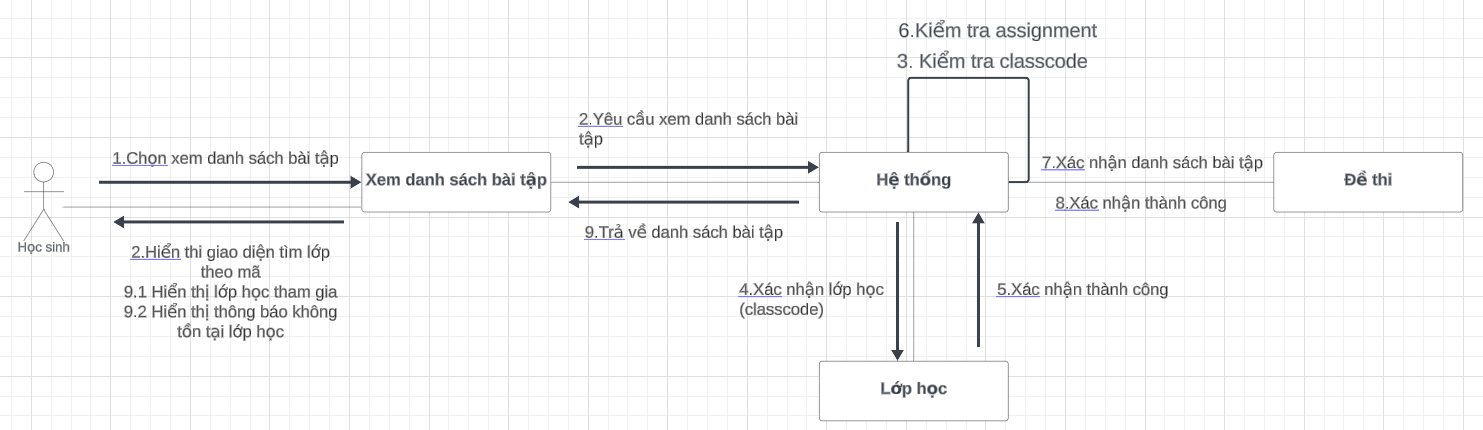 6.Kiểm tra assignment
3. Kiểm tra classcode
2.Yêu cầu xem danh sách bài
tập
1.Chọn xem danh sách bài tập
Xem danh sách bài tập
Hệ thống
7.Xác nhận danh sách bài tập
8.Xác nhận thành công
Đề thi
Học sinh
9.Trả về danh sách bài tập
2.Hiển thi giao diện tìm lớp
theo mã
9.1 Hiển thị lớp học tham gia
9.2 Hiển thị thông báo không
tồn tại lớp học
4.Xác nhận lớp học
(classcode)
5.Xác nhận thành công
Lớp học